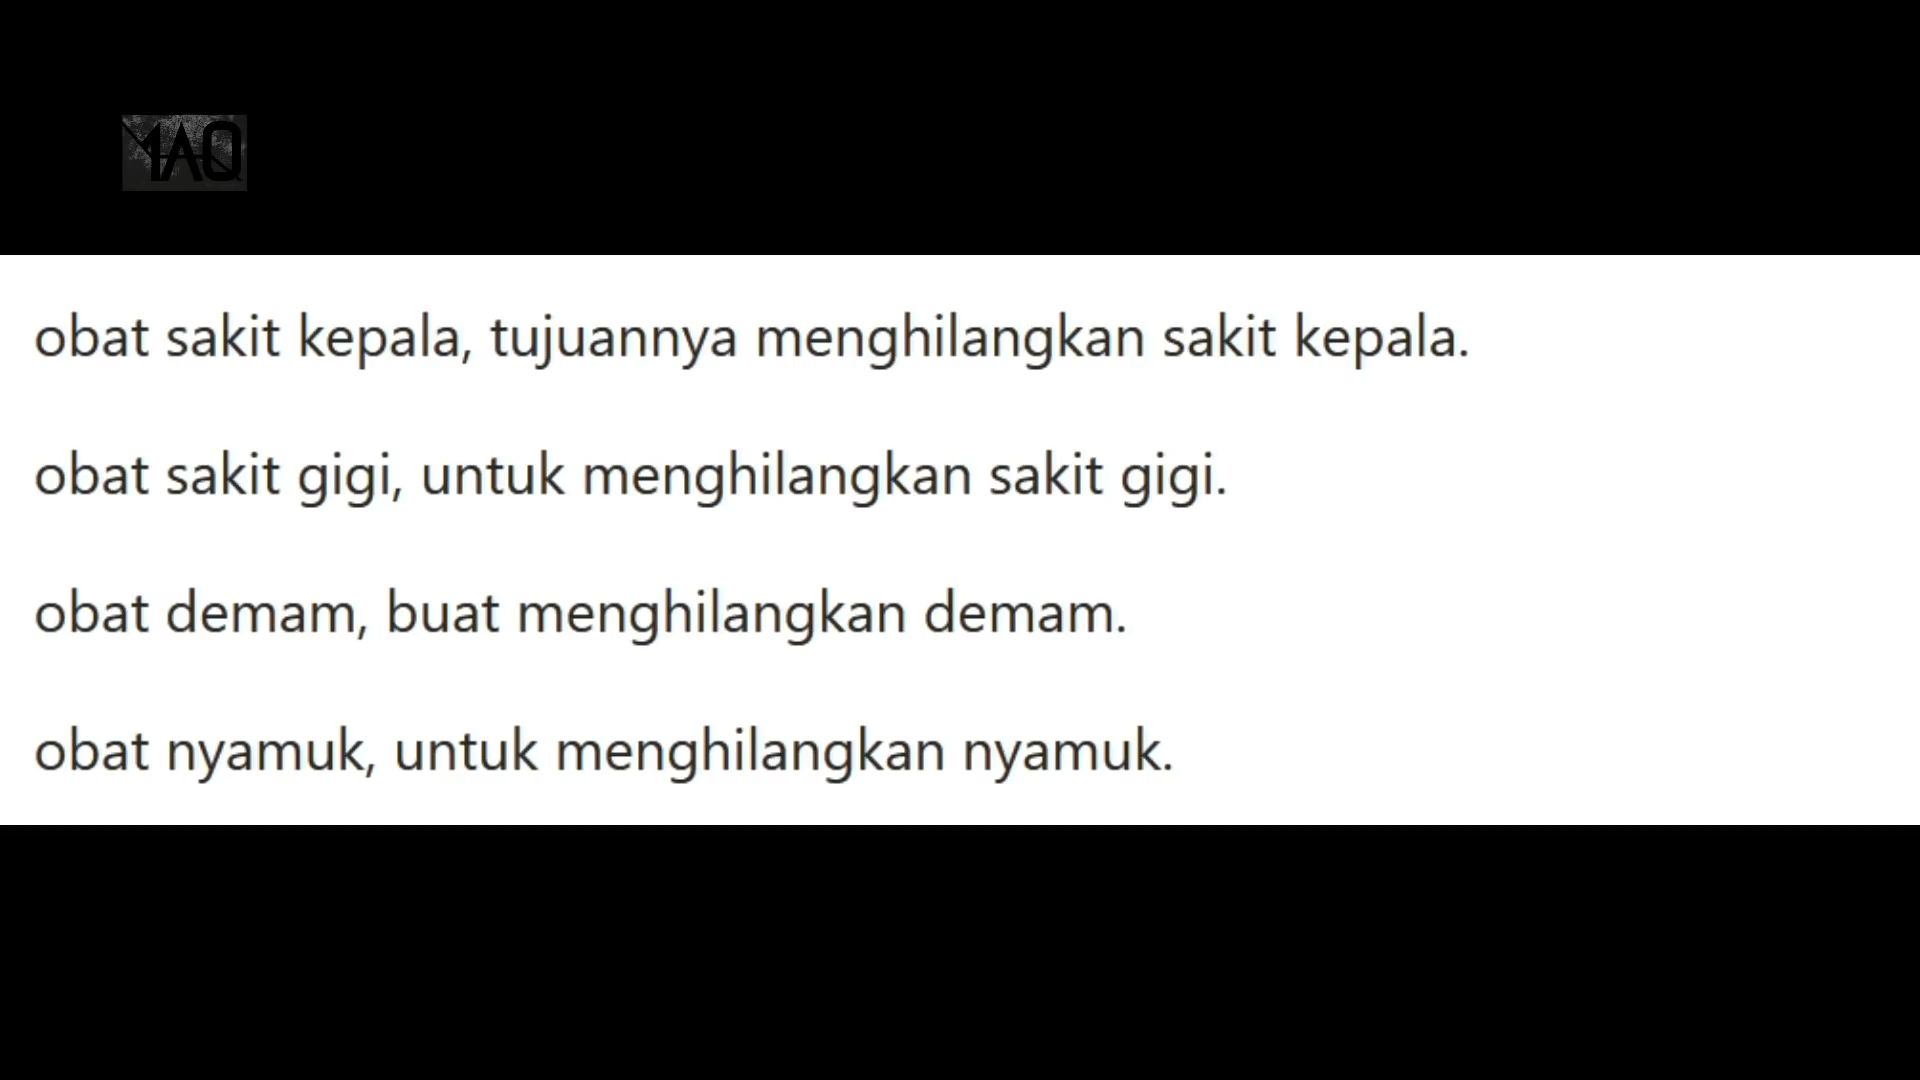 obat sakit kepala, tujuannya menghilangkan sakit kepala.
obat sakit gigi, untuk menghilangkan sakit gigi.
obat demam, buat menghilangkan demam.
obat nyamuk, untuk menghilangkan nyamuk.